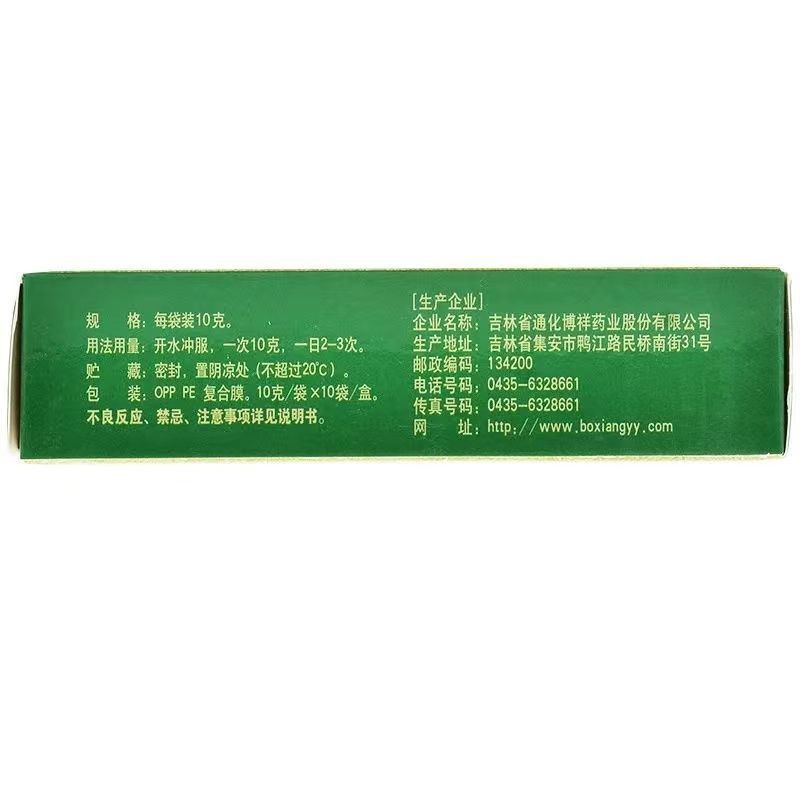 规　格：每袋装10克。
用法用量：开水冲服，一次10克，一日2-3次。
贮　藏：密封，置阴凉处(不超过20℃)。
包　装：OPP PE 复合膜。10克/袋×10袋/盒。
不良反应、禁忌、注意事项详见说明书。
[生产企业]
企业名称：吉林省通化博祥药业股份有限公司
生产地址：吉林省集安市鸭江路民桥南街31号
邮政编码：134200
电话号码：0435-6328661
传真号码：0435-6328661
网　址：http://www.boxiangyy.com